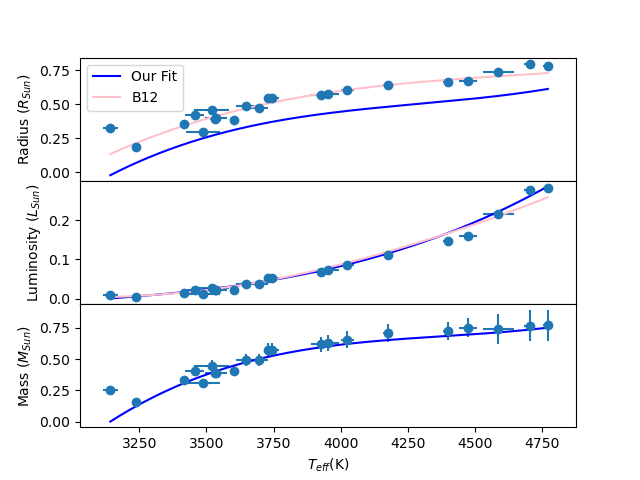 Our Fit
B12
Radius (R_Sun)
0.75
0.50
0.25
0.00
Luminosity (L_Sun)
0.2
0.1
0.0
Mass (M_Sun)
0.75
0.50
0.25
0.00
3250 3500 3750 4000 4250 4500 4750
T_eff(K)